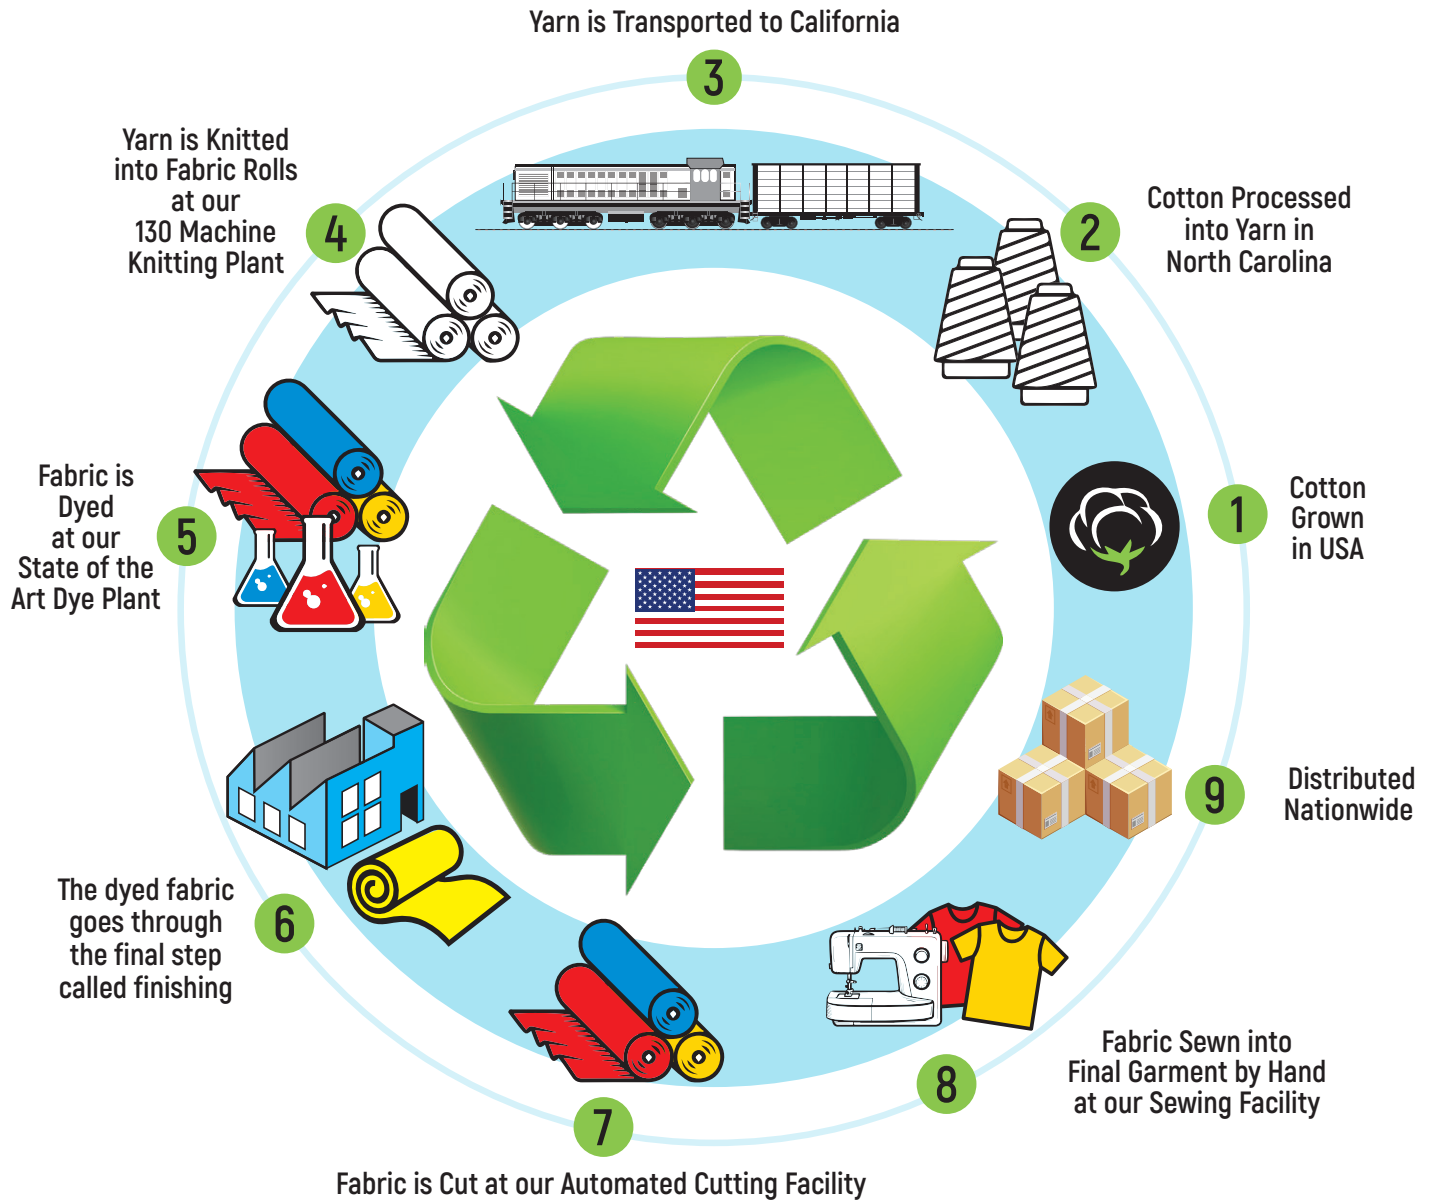 Yarn is Transported to California
3
Yarn is Knitted
into Fabric Rolls
at our
130 Machine
Knitting Plant
4
2
Cotton Processed
into Yarn in
North Carolina
Fabric is
Dyed
at our
State of the
Art Dye Plant
5
1
Cotton
Grown
in USA
9
Distributed
Nationwide
The dyed fabric
goes through
the final step
called finishing
6
8
Fabric Sewn into
Final Garment by Hand
at our Sewing Facility
7
Fabric is Cut at our Automated Cutting Facility